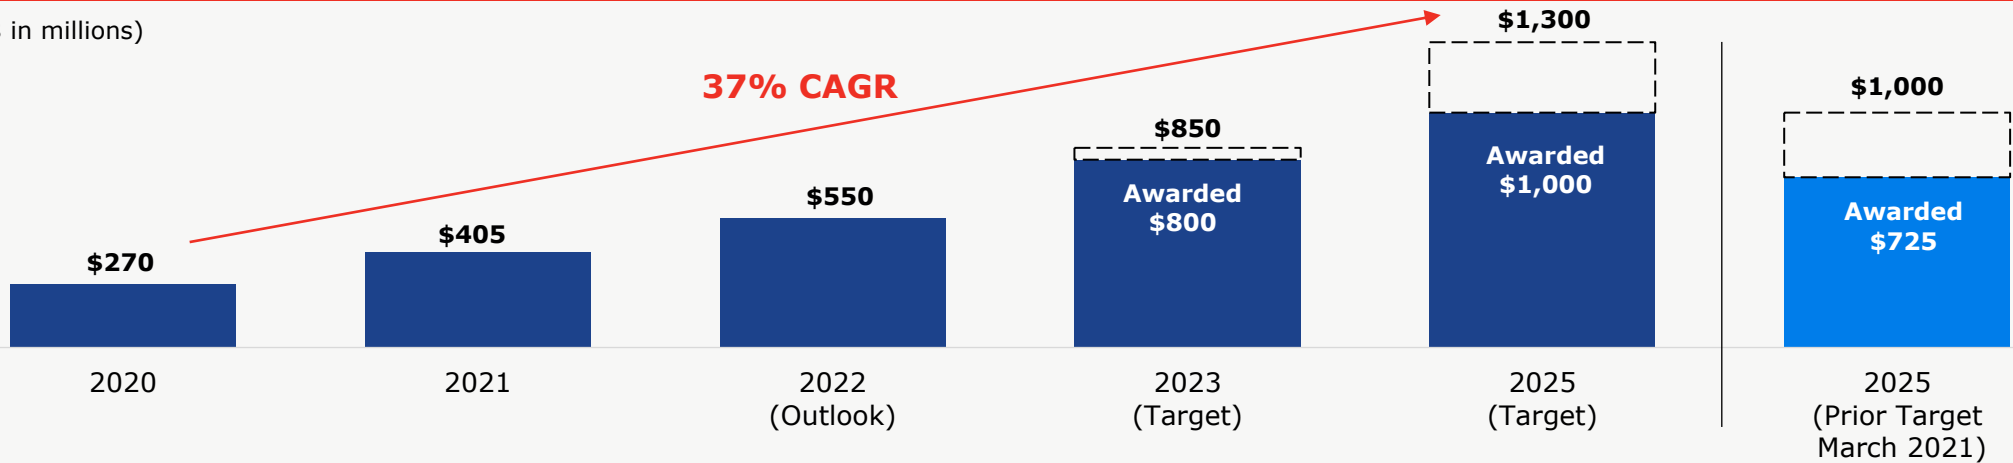 in millions)
37% CAGR
$270
$405
$550
$850
Awarded
$800
$1,300
Awarded
$1,000
$1,000
Awarded
$725
2020
2021
2022
(Outlook)
2023
(Target)
2025
(Target)
2025
(Prior Target
March 2021)